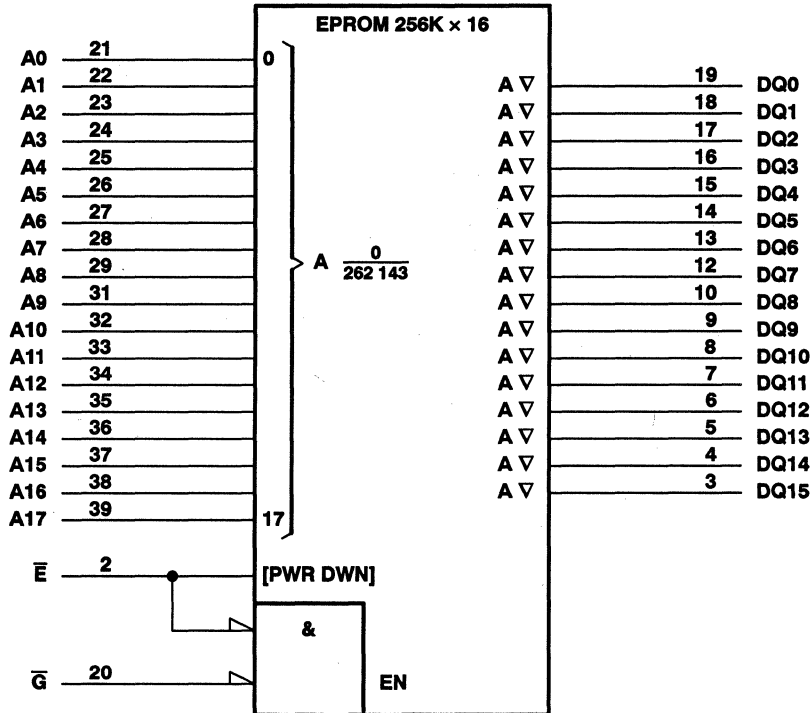 EPROM 256K × 16
A0 21 0
A1 22
A2 23
A3 24
A4 25
A5 26
A6 27
A7 28
A8 29
A9 31
A10 32
A11 33
A12 34
A13 35
A14 36
A15 37
A16 38
A17 39 17
A 0
262 143
A ▽ 19 DQ0
A ▽ 18 DQ1
A ▽ 17 DQ2
A ▽ 16 DQ3
A ▽ 15 DQ4
A ▽ 14 DQ5
A ▽ 13 DQ6
A ▽ 12 DQ7
A ▽ 10 DQ8
A ▽ 9 DQ9
A ▽ 8 DQ10
A ▽ 7 DQ11
A ▽ 6 DQ12
A ▽ 5 DQ13
A ▽ 4 DQ14
A ▽ 3 DQ15
E̅ 2 [PWR DWN]
&
G̅ 20 EN